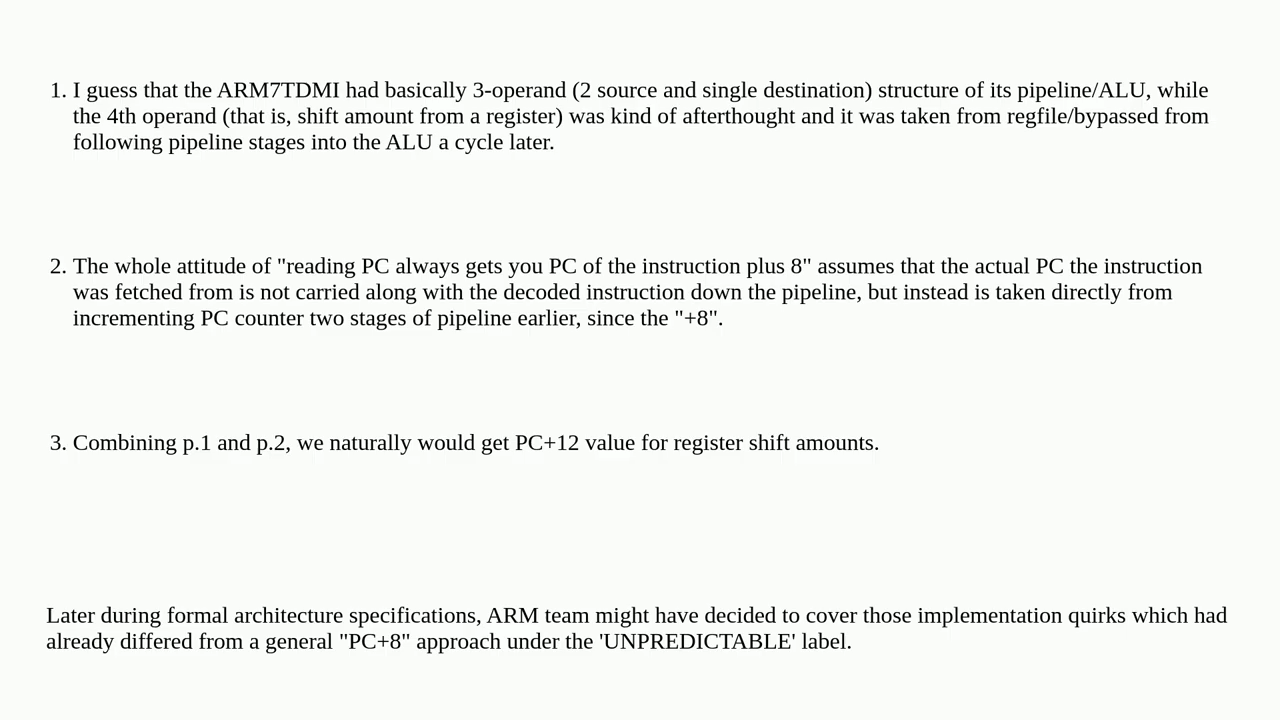 1. I guess that the ARM7TDMI had basically 3-operand (2 source and single destination) structure of its pipeline/ALU, while
the 4th operand (that is, shift amount from a register) was kind of afterthought and it was taken from regfile/bypassed from
following pipeline stages into the ALU a cycle later.
2. The whole attitude of "reading PC always gets you PC of the instruction plus 8" assumes that the actual PC the instruction
was fetched from is not carried along with the decoded instruction down the pipeline, but instead is taken directly from
incrementing PC counter two stages of pipeline earlier, since the "+8".
3. Combining p.1 and p.2, we naturally would get PC+12 value for register shift amounts.
Later during formal architecture specifications, ARM team might have decided to cover those implementation quirks which had
already differed from a general "PC+8" approach under the 'UNPREDICTABLE' label.